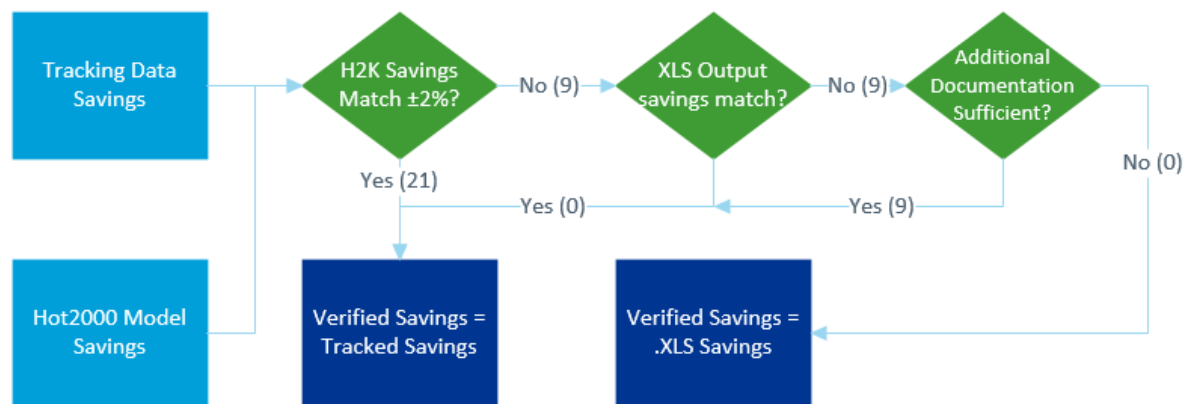 Tracking Data
Savings
H2K Savings
Match ±2%?
No (9)
XLS Output
savings match?
No (9)
Additional
Documentation
Sufficient?
Yes (21)
No (0)
Yes (0)
Yes (9)
Hot2000 Model
Savings
Verified Savings =
Tracked Savings
Verified Savings =
.XLS Savings